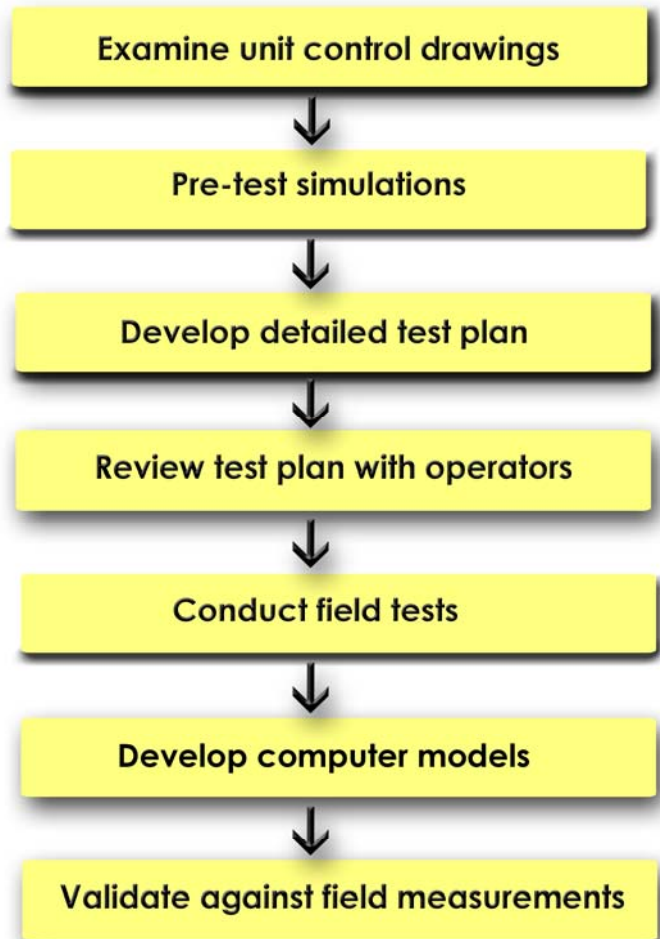 Examine unit control drawings
Pre-test simulations
Develop detailed test plan
Review test plan with operators
Conduct field tests
Develop computer models
Validate against field measurements